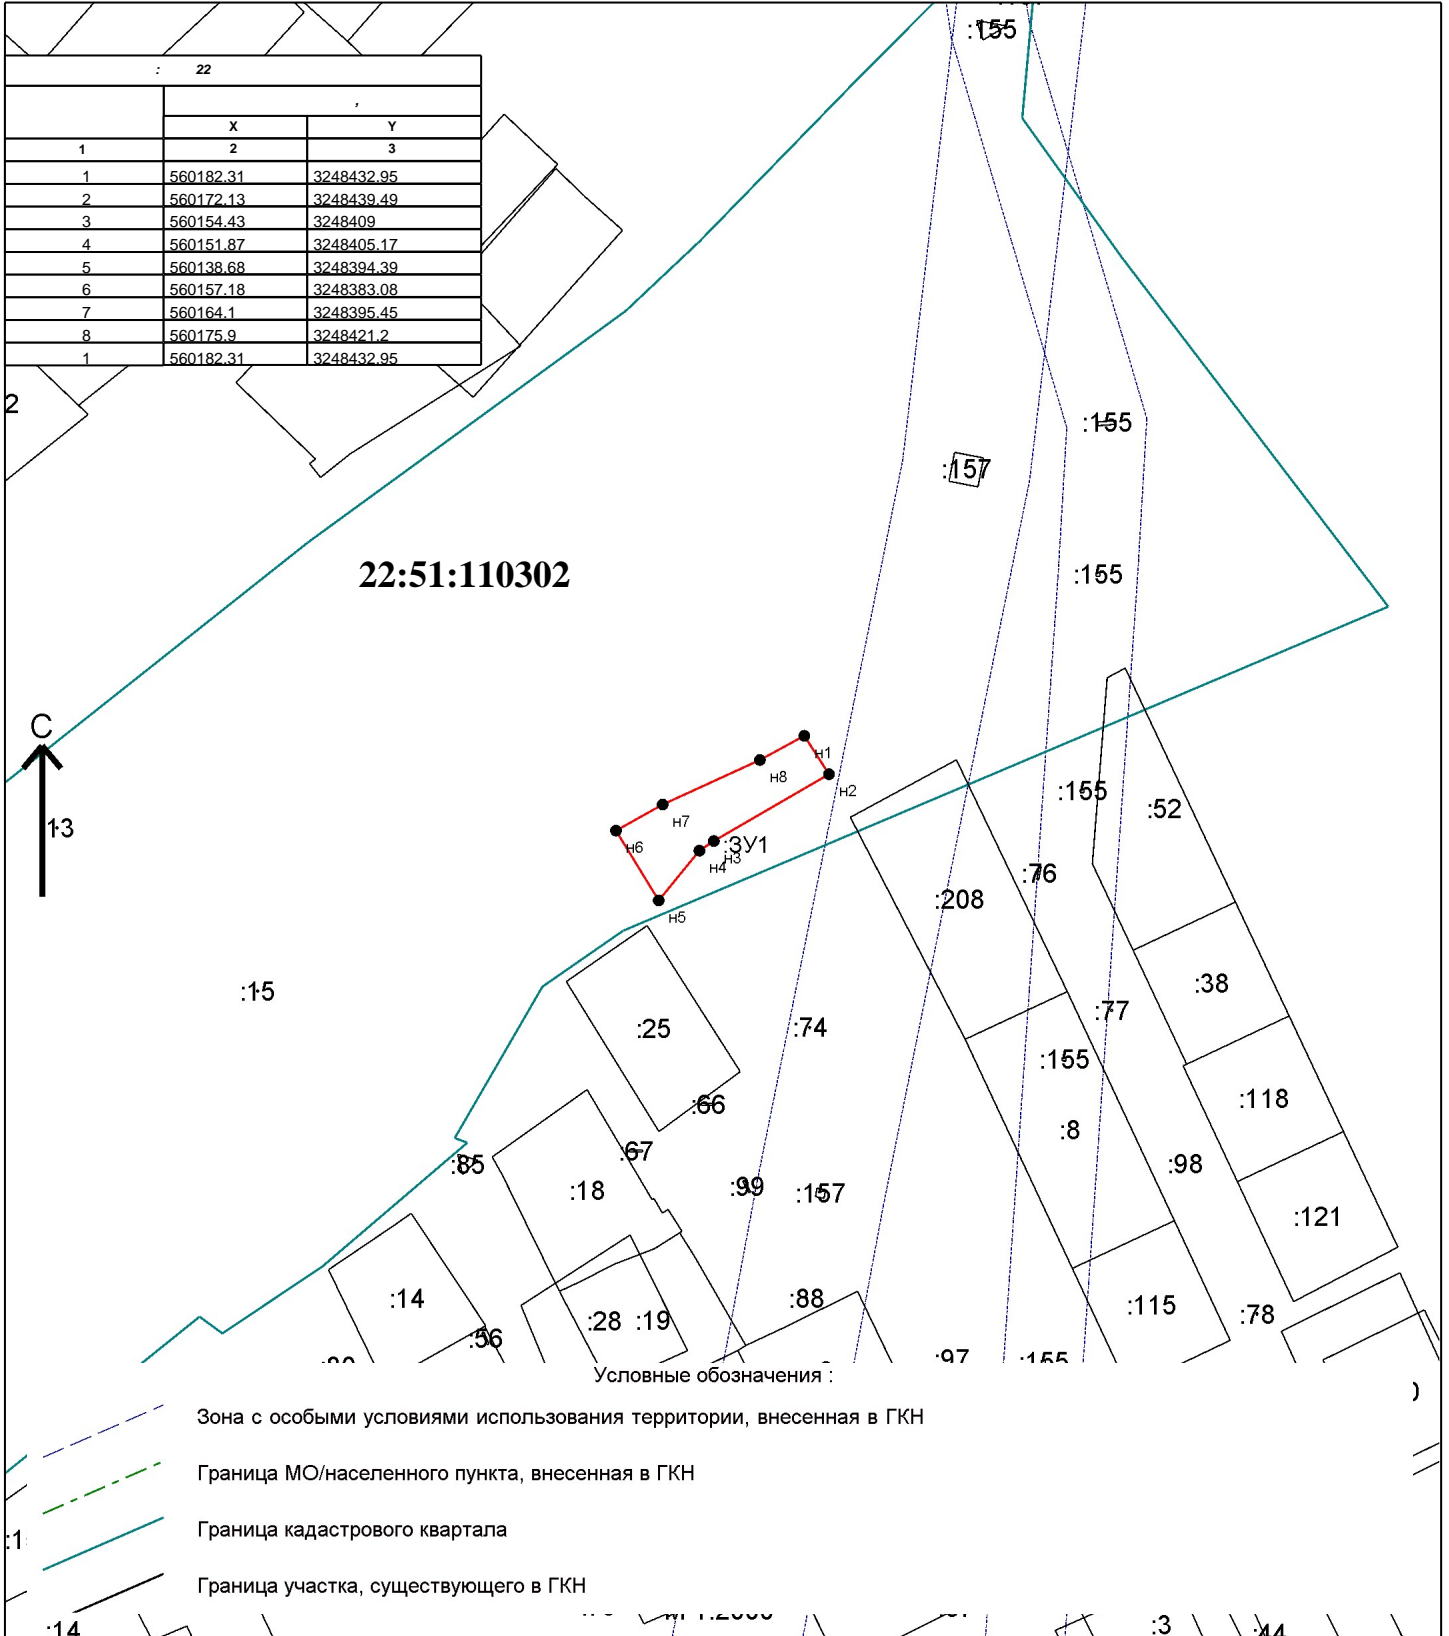 :155
: 22
,
X Y
1 2 3
1 560182.31 3248432.95
2 560172.13 3248439.49
3 560154.43 3248409
4 560151.87 3248405.17
5 560138.68 3248394.39
6 560157.18 3248383.08
7 560164.1 3248395.45
8 560175.9 3248421.2
1 560182.31 3248432.95
2
:155
:157
22:51:110302
:155
С
н1
н8
н2
:155
:52
н7
13
н6
:ЗУ1
н3
н4
:76
:208
н5
:15
:38
:77
:25
:74
:155
:118
:66
:8
:67
:85
:98
:18
:99
:157
:121
:14
:88
:115
:78
:28
:19
:56
:97
:155
Условные обозначения :
Зона с особыми условиями использования территории, внесенная в ГКН
Граница МО/населенного пункта, внесенная в ГКН
Граница кадастрового квартала
Граница участка, существующего в ГКН
:14
:3
:44